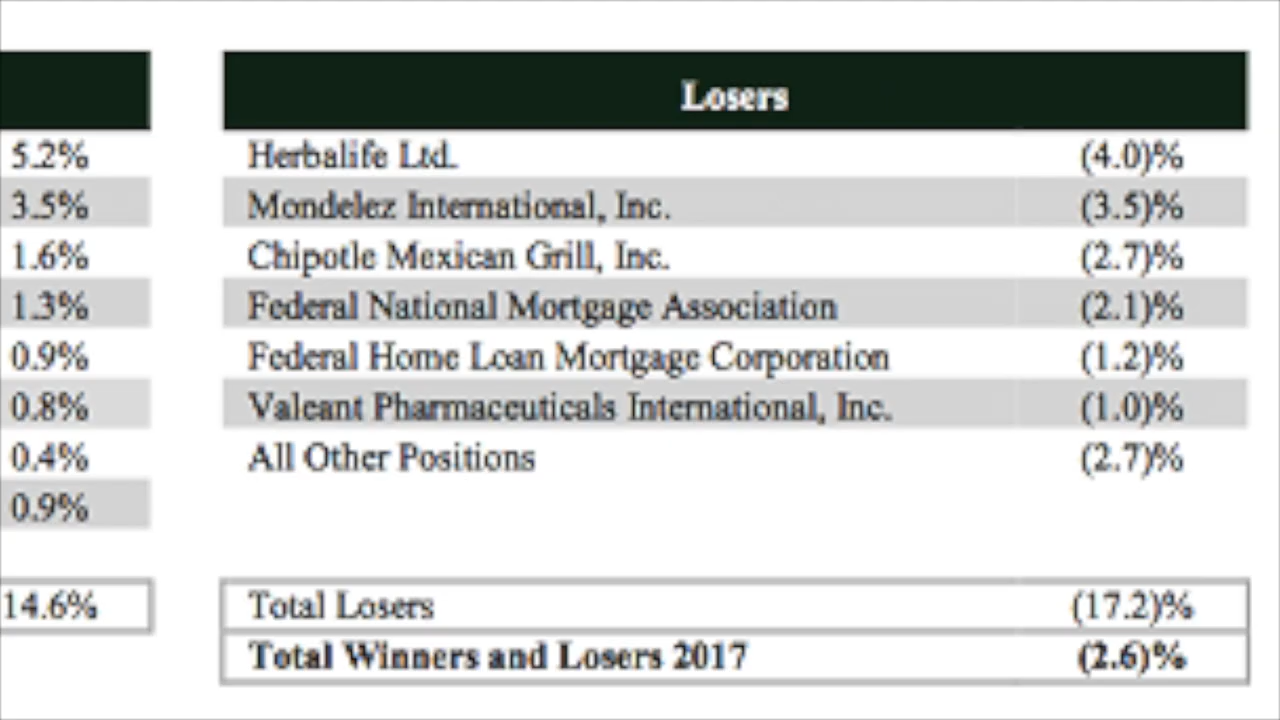 Losers
5.2% Herbalife Ltd. (4.0)%
3.5% Mondelez International, Inc. (3.5)%
1.6% Chipotle Mexican Grill, Inc. (2.7)%
1.3% Federal National Mortgage Association (2.1)%
0.9% Federal Home Loan Mortgage Corporation (1.2)%
0.8% Valeant Pharmaceuticals International, Inc. (1.0)%
0.4% All Other Positions (2.7)%
0.9%
14.6% Total Losers (17.2)%
Total Winners and Losers 2017 (2.6)%